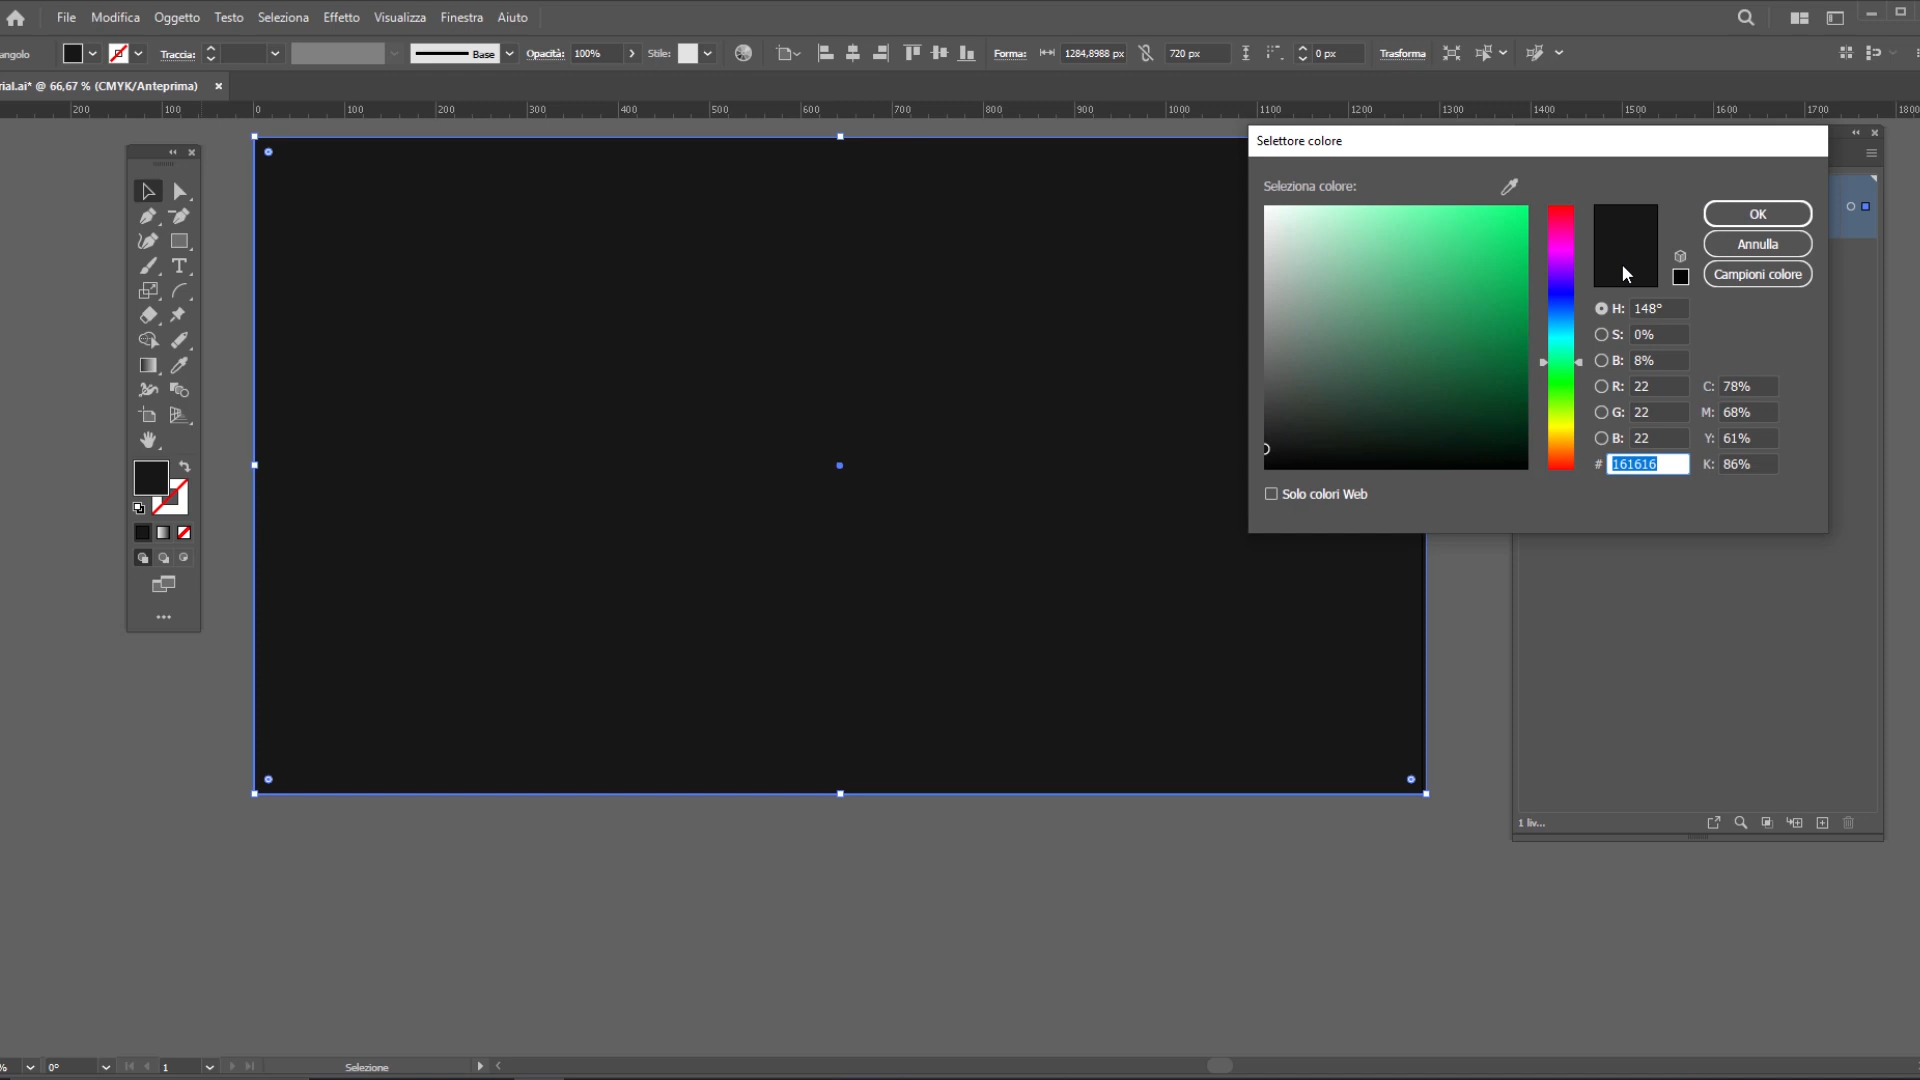 File Modifica Oggetto Testo Seleziona Effetto Visualizza Finestra Aiuto
angolo Traccia: Base Opacità: 100% Stile: Forma: 1284,8988 px 720 px 0 px Trasforma
rial.ai* @ 66,67 % (CMYK/Anteprima)
200 100 0 100 200 300 400 500 600 700 800 900 1000 1100 1200 1300 1400 1500 1600 1700 1800
Selettore colore
Seleziona colore:
OK
Annulla
Campioni colore
H: 148°
S: 0%
B: 8%
R: 22 C: 78%
G: 22 M: 68%
B: 22 Y: 61%
# 161616 K: 86%
Solo colori Web
1 liv...
% 0° 1 Selezione